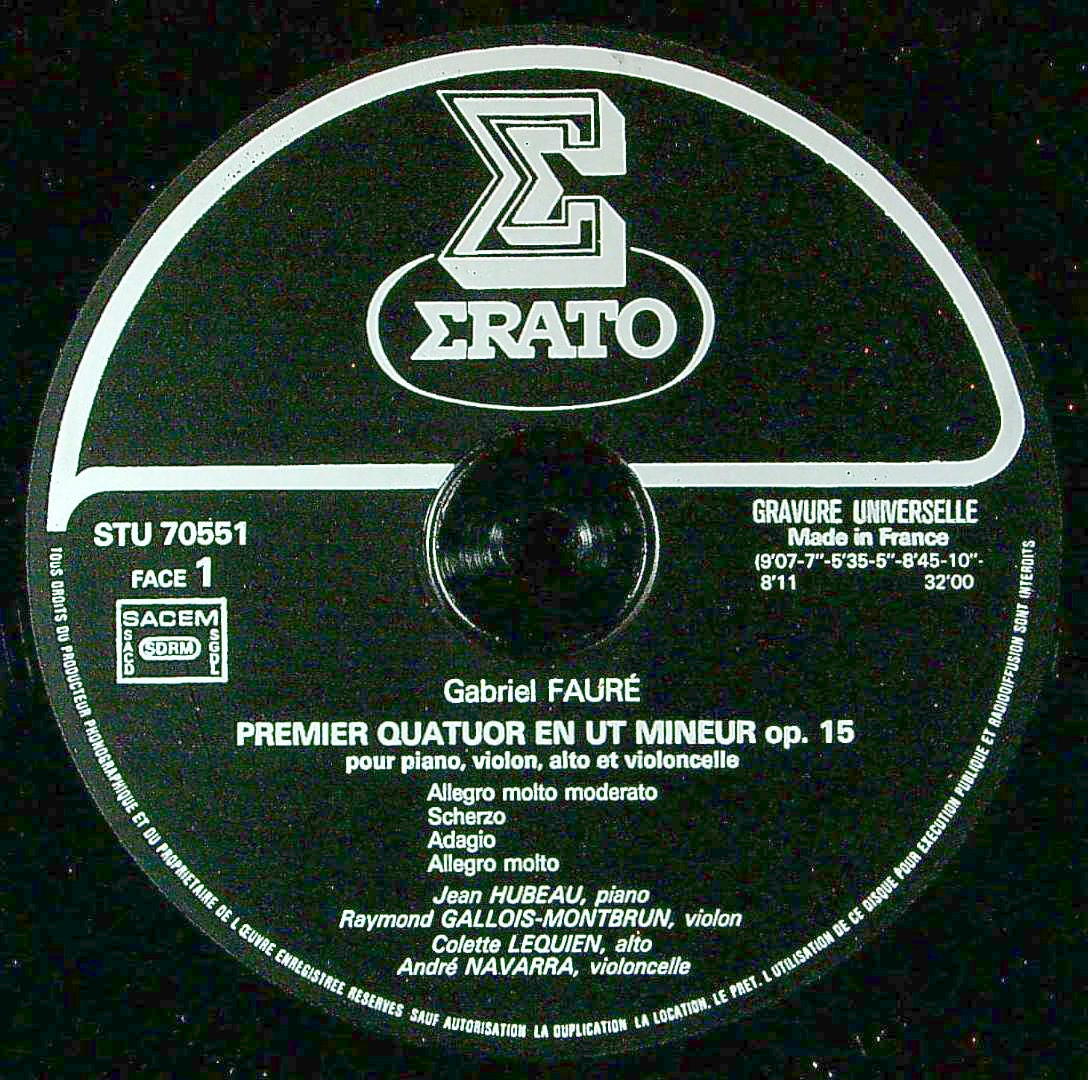 Σ
ΣRATO
STU 70551
FACE 1
SACEM
SACD
SDRM
SGDL
GRAVURE UNIVERSELLE
Made in France
(9'07-7"-5'35-5"-8'45-10"-
8'11 32'00
Gabriel FAURÉ
PREMIER QUATUOR EN UT MINEUR op. 15
pour piano, violon, alto et violoncelle
Allegro molto moderato
Scherzo
Adagio
Allegro molto
Jean HUBEAU, piano
Raymond GALLOIS-MONTBRUN, violon
Colette LEQUIEN, alto
André NAVARRA, violoncelle
TOUS DROITS DU PRODUCTEUR PHONOGRAPHIQUE ET DU PROPRIETAIRE DE L'ŒUVRE ENREGISTREE RESERVES SAUF AUTORISATION LA DUPLICATION LA LOCATION, LE PRET, L'UTILISATION DE CE DISQUE POUR EXECUTION PUBLIQUE ET RADIODIFFUSION SONT INTERDITS